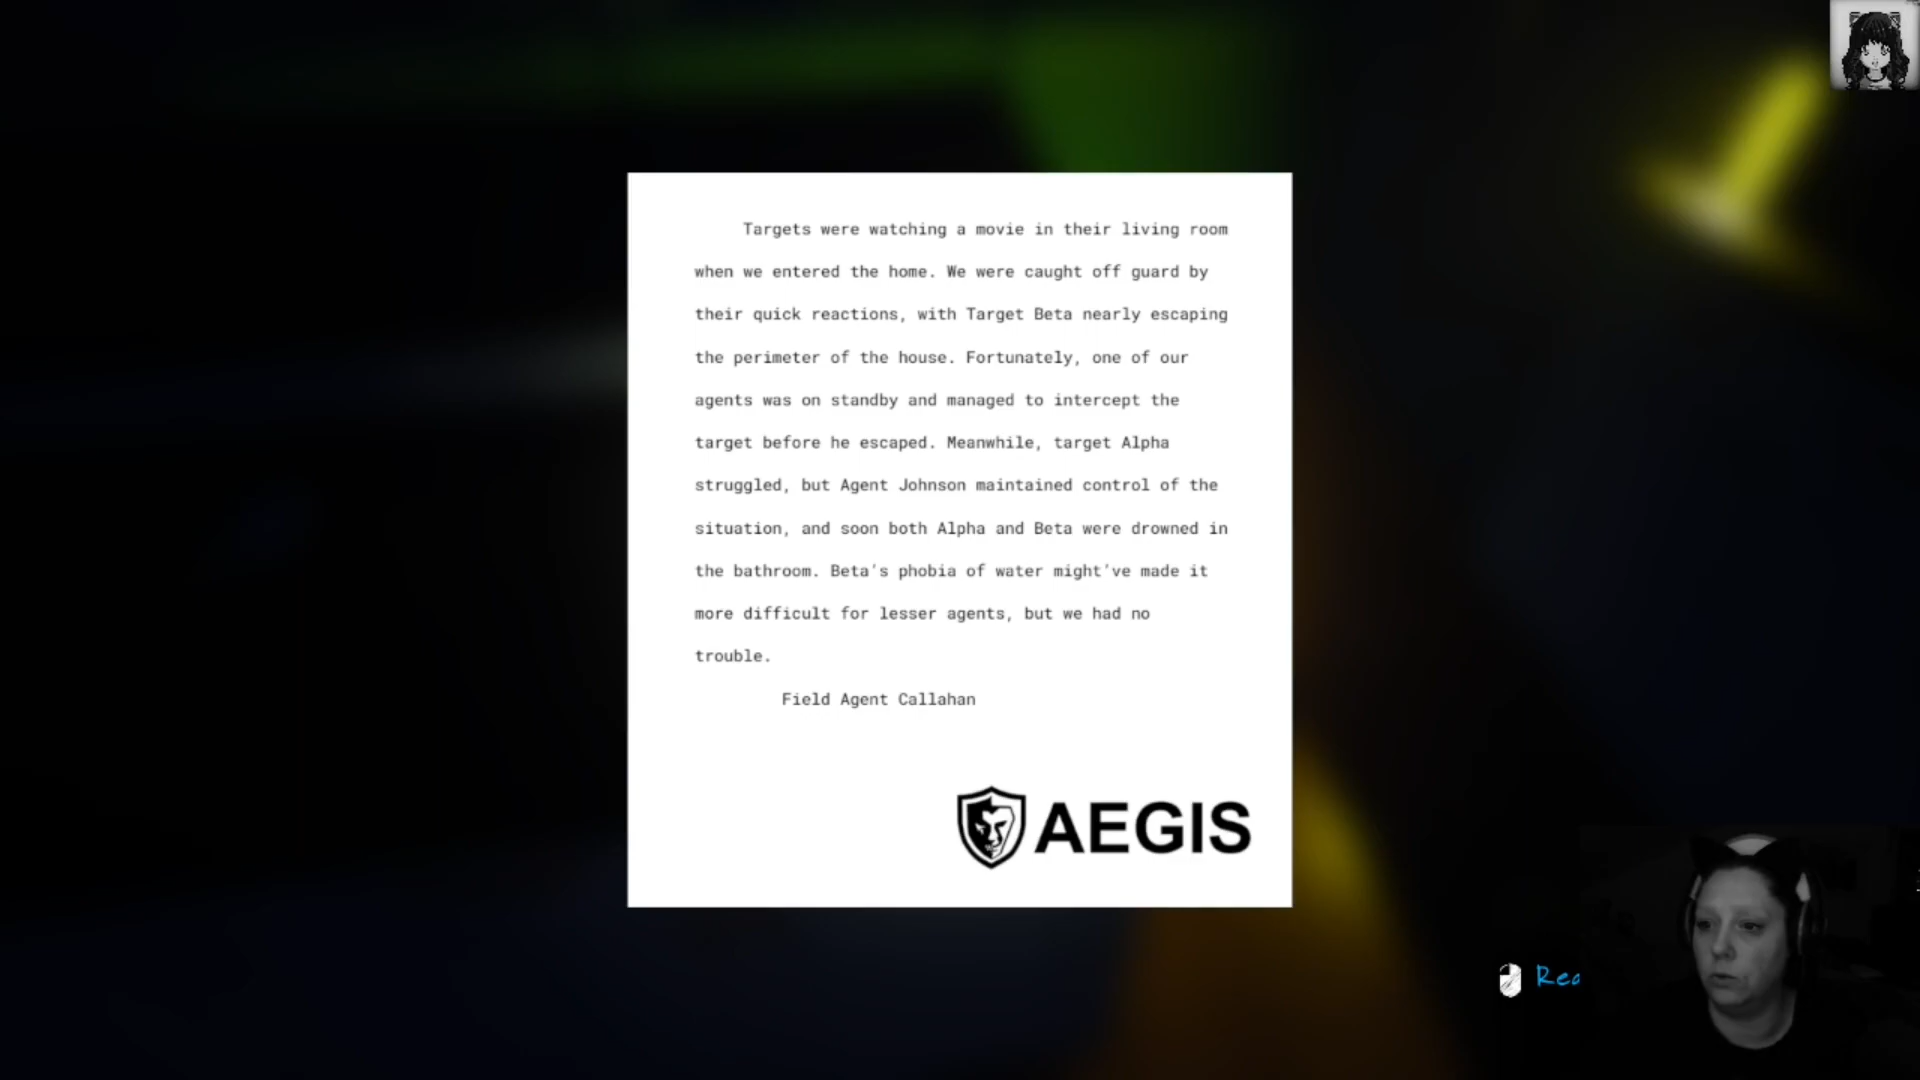 Targets were watching a movie in their living room
when we entered the home. We were caught off guard by
their quick reactions, with Target Beta nearly escaping
the perimeter of the house. Fortunately, one of our
agents was on standby and managed to intercept the
target before he escaped. Meanwhile, target Alpha
struggled, but Agent Johnson maintained control of the
situation, and soon both Alpha and Beta were drowned in
the bathroom. Beta's phobia of water might've made it
more difficult for lesser agents, but we had no
trouble.
Field Agent Callahan
AEGIS